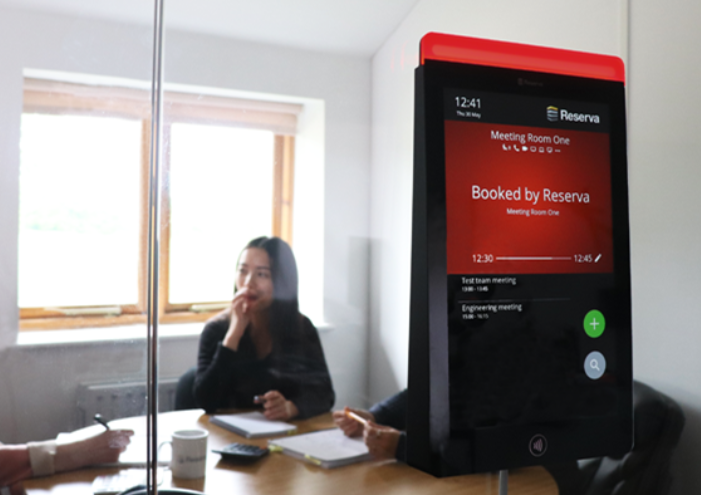 12:41
Thu 30 May
Reserva
Meeting Room One
Booked by Reserva
Meeting Room One
12:30
12:45
Test team meeting
Engineering meeting